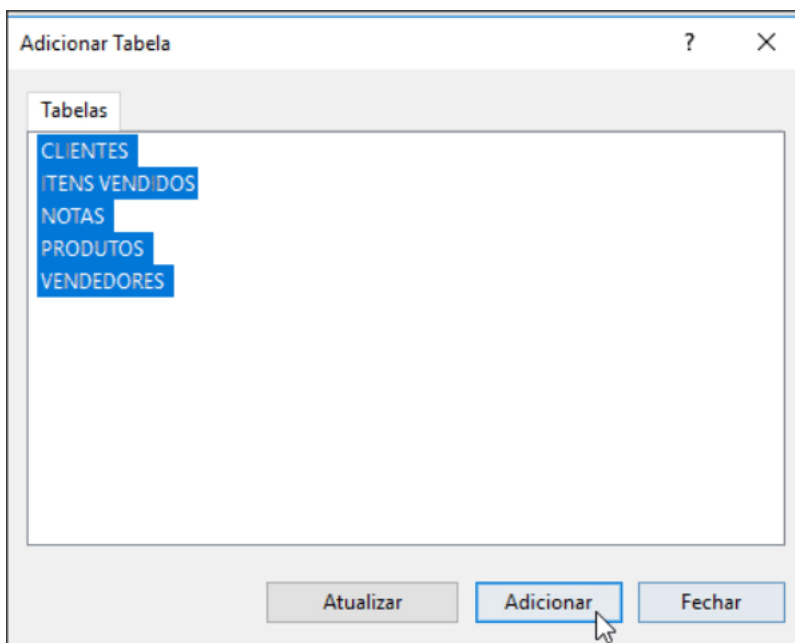 Adicionar Tabela ?
Tabelas
CLIENTES
ITENS VENDIDOS
NOTAS
PRODUTOS
VENDEDORES
Atualizar Adicionar Fechar